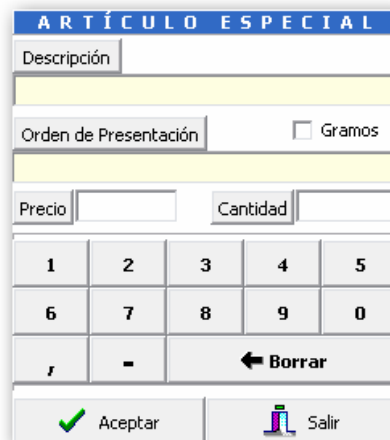 ARTÍCULO ESPECIAL
Descripción
Orden de Presentación Gramos
Precio Cantidad
1 2 3 4 5
6 7 8 9 0
, - Borrar
Aceptar Salir